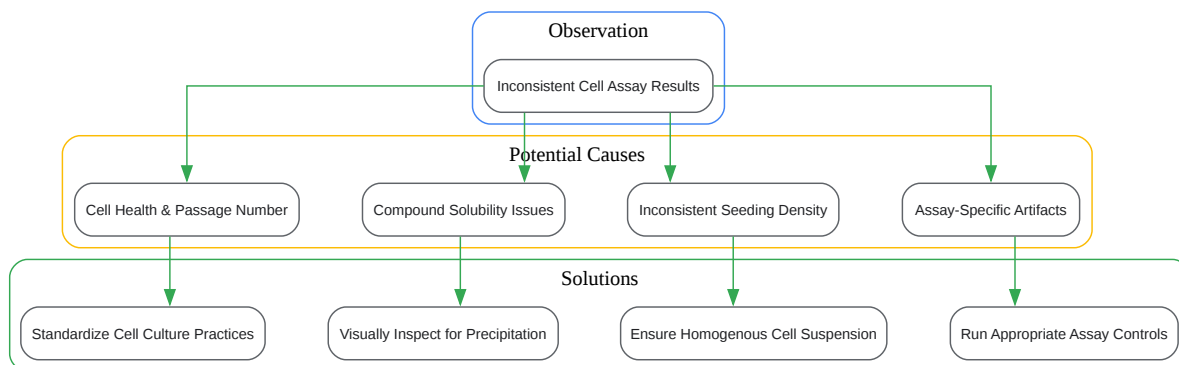 Observation
Inconsistent Cell Assay Results
Potential Causes
Cell Health & Passage Number
Compound Solubility Issues
Inconsistent Seeding Density
Assay-Specific Artifacts
Solutions
Standardize Cell Culture Practices
Visually Inspect for Precipitation
Ensure Homogenous Cell Suspension
Run Appropriate Assay Controls